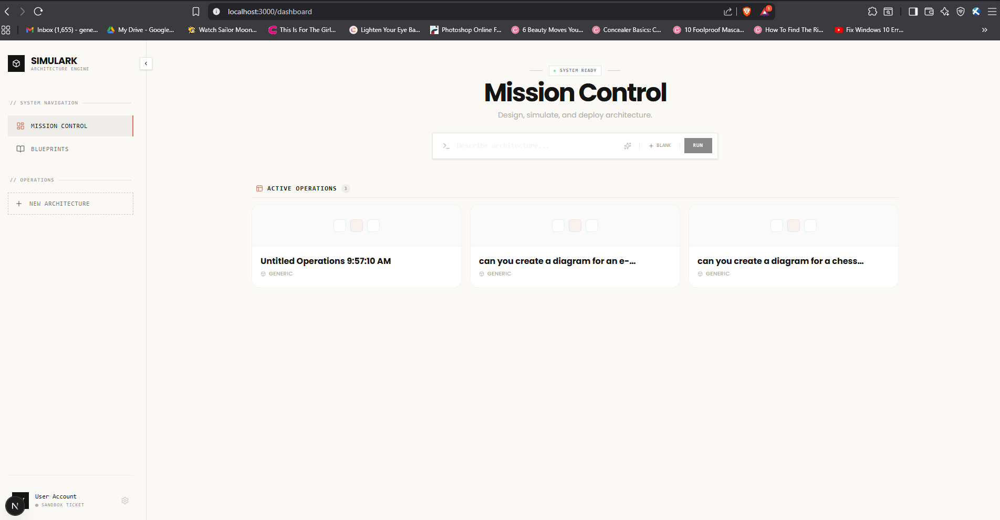 localhost:3000/dashboard
1
Inbox (1,655) - gene...
My Drive - Google...
Watch Sailor Moon...
This Is For The Girl...
Lighten Your Eye Ba...
Photoshop Online F...
6 Beauty Moves You...
Concealer Basics: C...
10 Foolproof Masca...
How To Find The Ri...
Fix Windows 10 Err...
SIMULARK
ARCHITECTURE ENGINE
// SYSTEM NAVIGATION
MISSION CONTROL
BLUEPRINTS
// OPERATIONS
+ NEW ARCHITECTURE
User Account
SANDBOX TICKET
N
SYSTEM READY
Mission Control
Design, simulate, and deploy architecture.
Describe architecture...
+ BLANK
RUN
ACTIVE OPERATIONS 3
Untitled Operations 9:57:10 AM
GENERIC
can you create a diagram for an e-...
GENERIC
can you create a diagram for a chess...
GENERIC